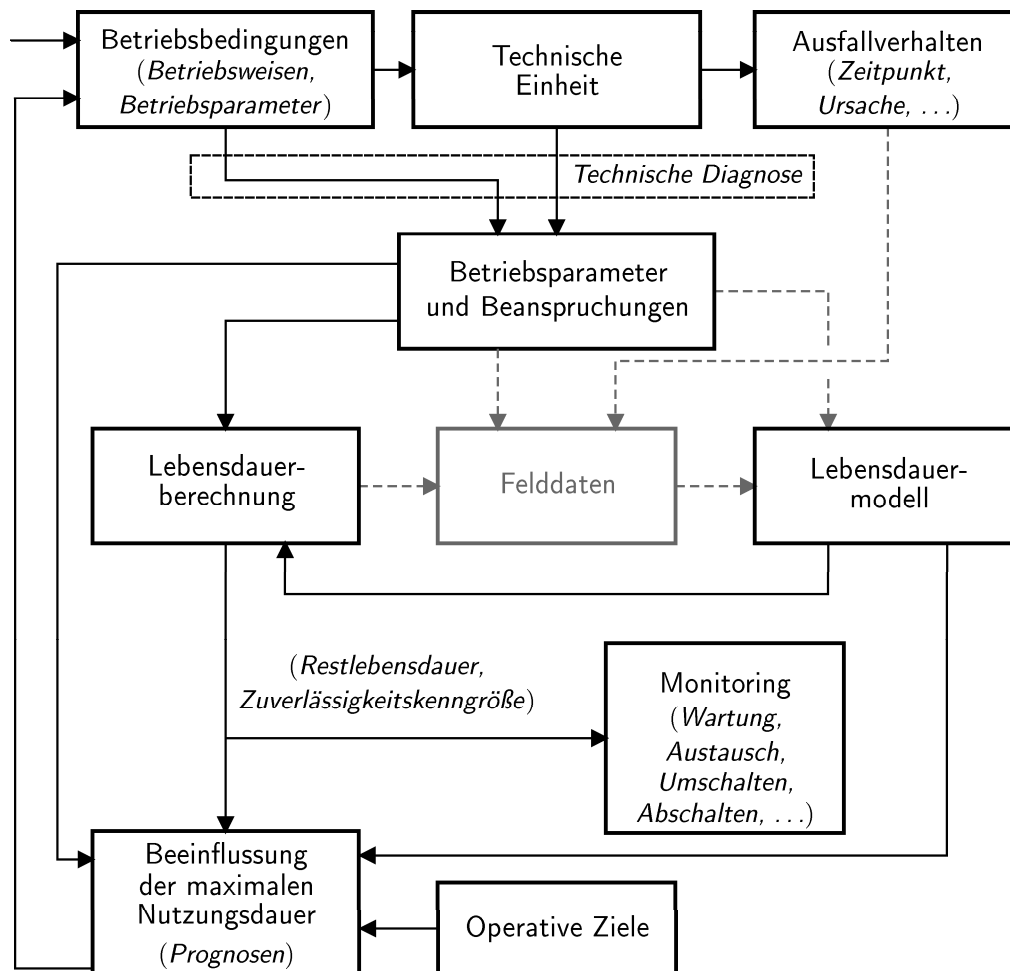 Betriebsbedingungen
(Betriebsweisen,
Betriebsparameter)
Technische
Einheit
Ausfallverhalten
(Zeitpunkt,
Ursache, ...)
Technische Diagnose
Betriebsparameter
und Beanspruchungen
Lebensdauer-
berechnung
Felddaten
Lebensdauer-
modell
(Restlebensdauer,
Zuverlässigkeitskenngröße)
Monitoring
(Wartung,
Austausch,
Umschalten,
Abschalten, ...)
Beeinflussung
der maximalen
Nutzungsdauer
(Prognosen)
Operative Ziele